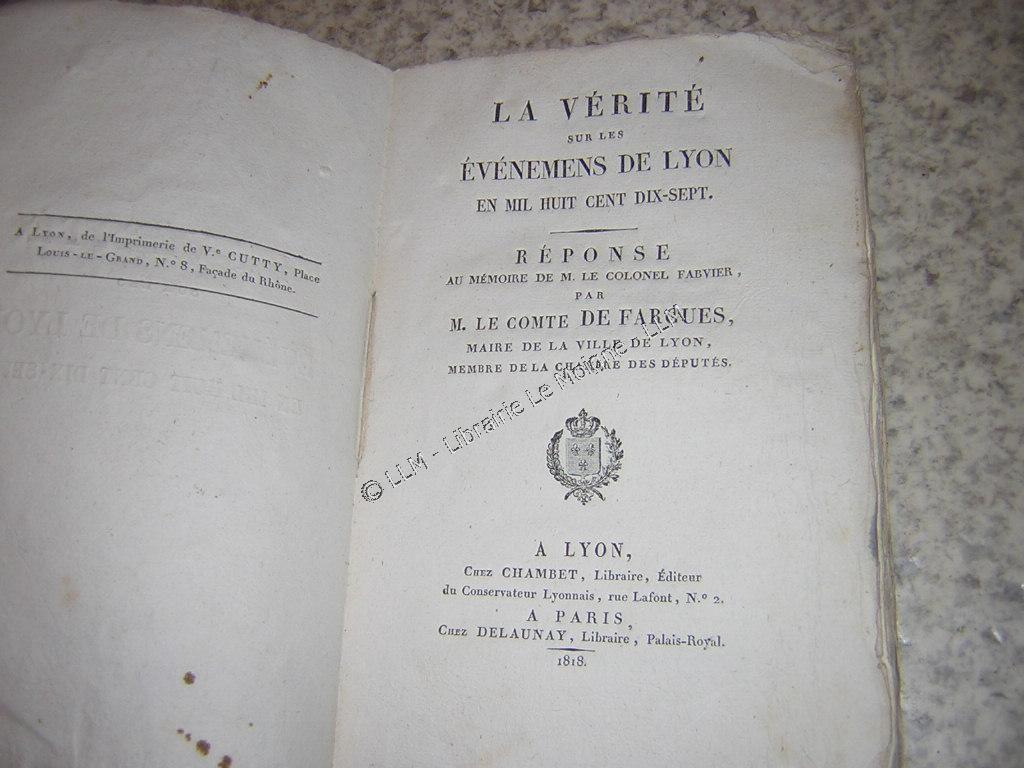 A LYON, de l'Imprimerie de V.e CUTTY, Place
LOUIS-LE-GRAND, N.o 8, Façade du Rhône.
LA VÉRITÉ
SUR LES
ÉVÉNEMENS DE LYON
EN MIL HUIT CENT DIX-SEPT.
RÉPONSE
AU MÉMOIRE DE M. LE COLONEL FABVIER,
PAR
M. LE COMTE DE FARGUES,
MAIRE DE LA VILLE DE LYON,
MEMBRE DE LA CHAMBRE DES DÉPUTÉS.
© LLM - Librairie Le Moigne - LLM
A LYON,
CHEZ CHAMBET, Libraire, Éditeur
du Conservateur Lyonnais, rue Lafont, N.o 2.
A PARIS,
CHEZ DELAUNAY, Libraire, Palais-Royal.
1818.